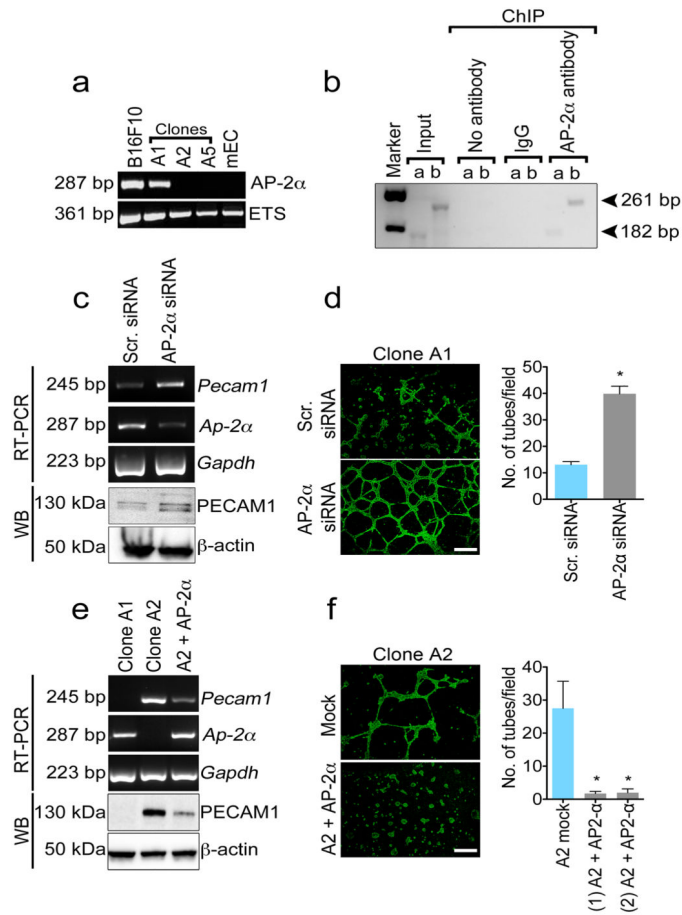 a
B16F10
Clones
A1
A2
A5
mEC
287 bp
AP-2α
361 bp
ETS
b
ChIP
Marker
Input
No antibody
IgG
AP-2α antibody
a b
a b
a b
a b
261 bp
182 bp
c
Scr. siRNA
AP-2α siRNA
RT-PCR
245 bp
Pecam1
287 bp
Ap-2α
223 bp
Gapdh
WB
130 kDa
PECAM1
50 kDa
β-actin
d
Clone A1
Scr. siRNA
AP-2α siRNA
No. of tubes/field
50
40
30
20
10
0
*
Scr. siRNA
AP-2α siRNA
e
Clone A1
Clone A2
A2 + AP-2α
RT-PCR
245 bp
Pecam1
287 bp
Ap-2α
223 bp
Gapdh
WB
130 kDa
PECAM1
50 kDa
β-actin
f
Clone A2
Mock
A2 + AP-2α
No. of tubes/field
40
30
20
10
0
*
*
A2 mock
(1) A2 + AP2-α
(2) A2 + AP2-α